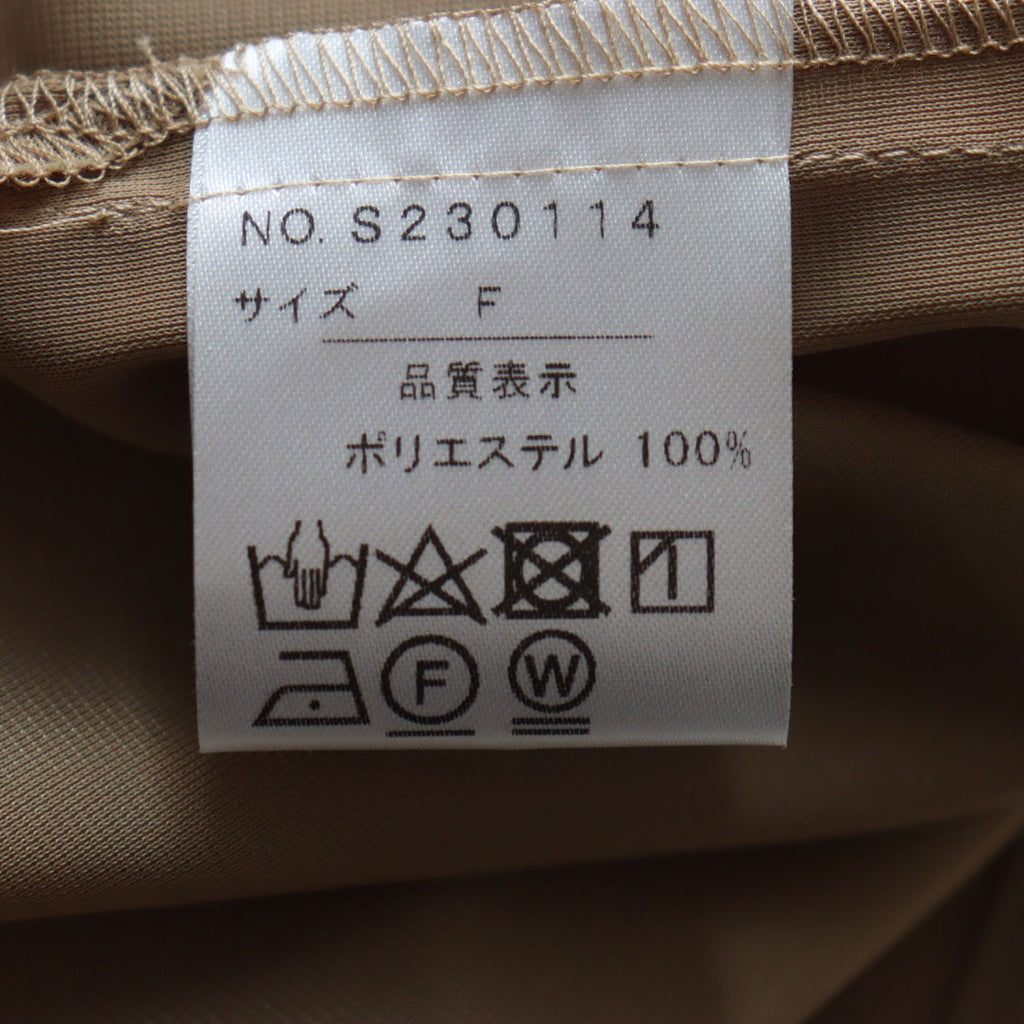 NO. S230114
サイズ F
品質表示
ポリエステル 100%
F W